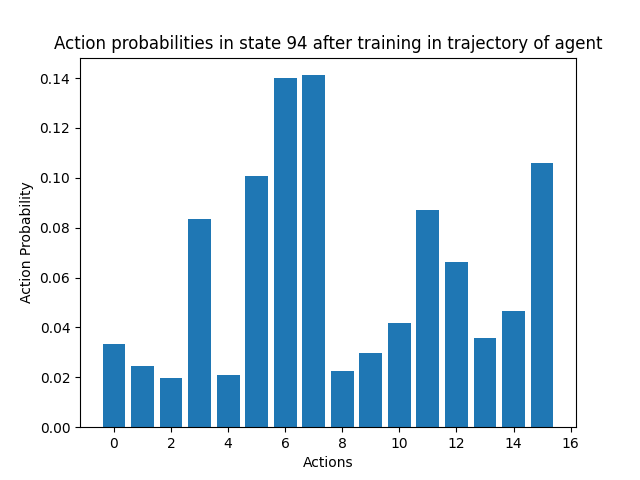 Action probabilities in state 94 after training in trajectory of agent
0.14
0.12
0.10
0.08
0.06
0.04
0.02
0.00
Action Probability
0 2 4 6 8 10 12 14 16
Actions